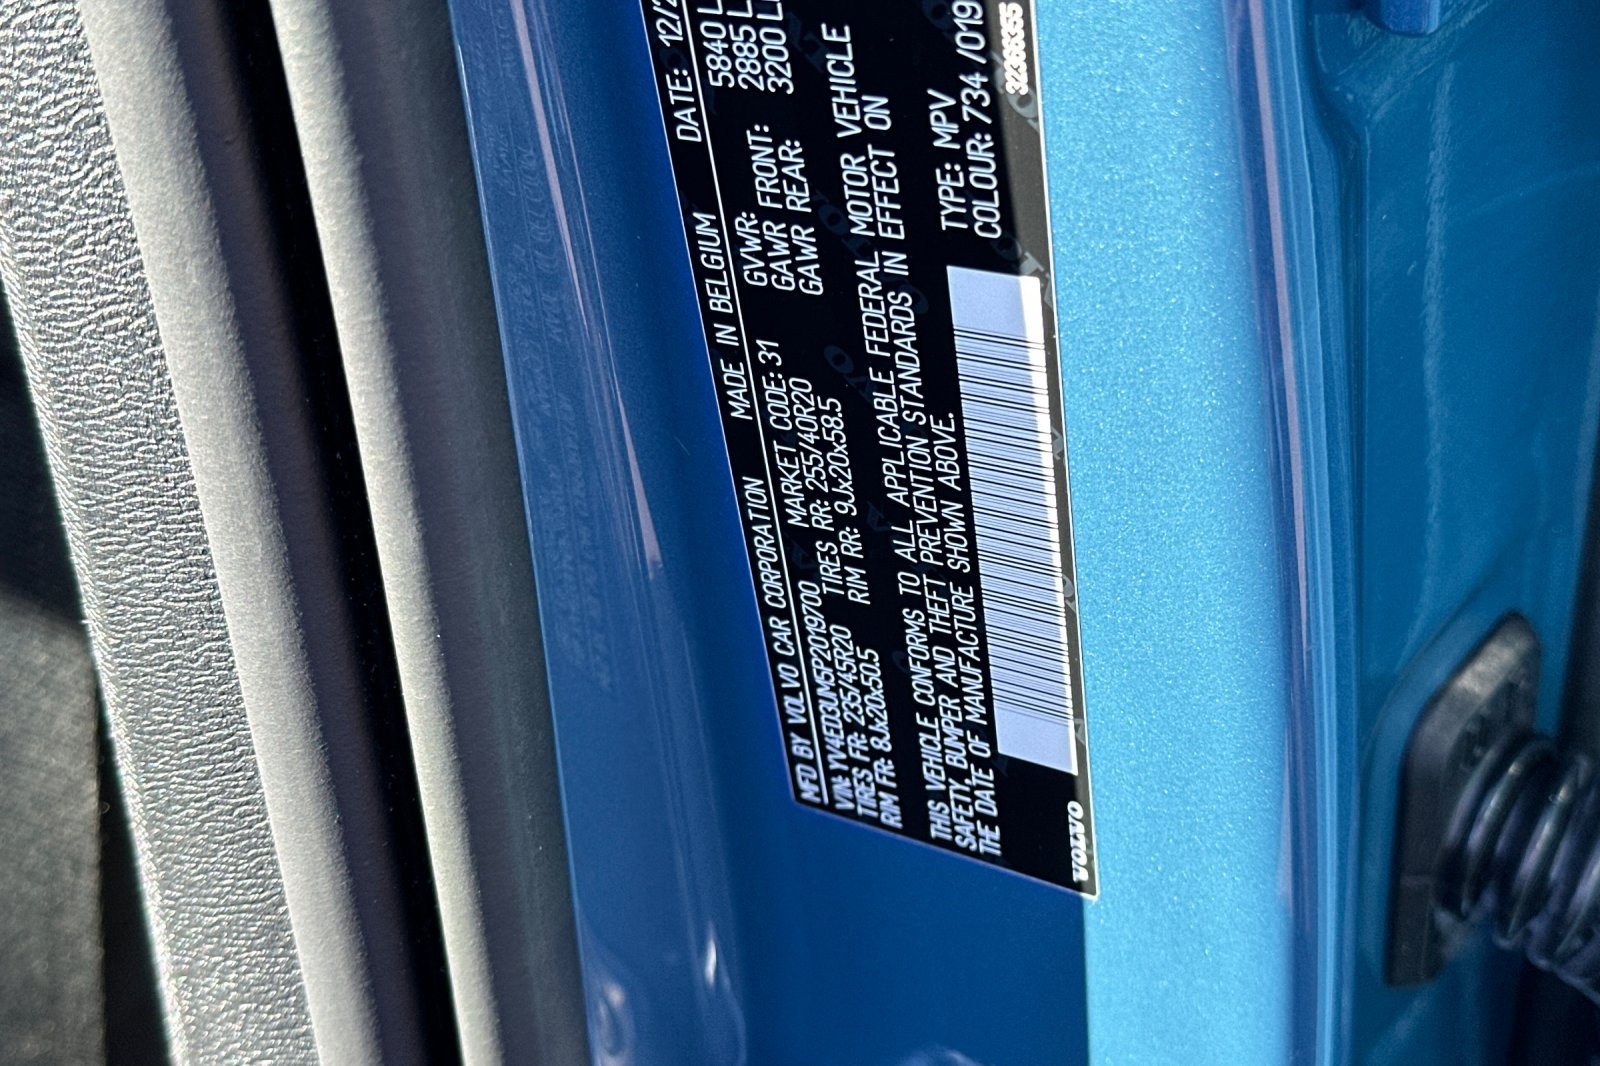 MFD BY VOLVO CAR CORPORATION MADE IN BELGIUM DATE: 12/2
VIN: YV4ED3UM5P2019700 MARKET CODE: 31 GVWR: 5840 L
TIRES FR: 235/45R20 TIRES RR: 255/40R20 GAWR FRONT: 2885 L
RIM FR: 8Jx20x50.5 RIM RR: 9Jx20x58.5 GAWR REAR: 3200 L
THIS VEHICLE CONFORMS TO ALL APPLICABLE FEDERAL MOTOR VEHICLE
SAFETY, BUMPER AND THEFT PREVENTION STANDARDS IN EFFECT ON
THE DATE OF MANUFACTURE SHOWN ABOVE.
TYPE: MPV
COLOUR: 734 /019
VOLVO 32366355